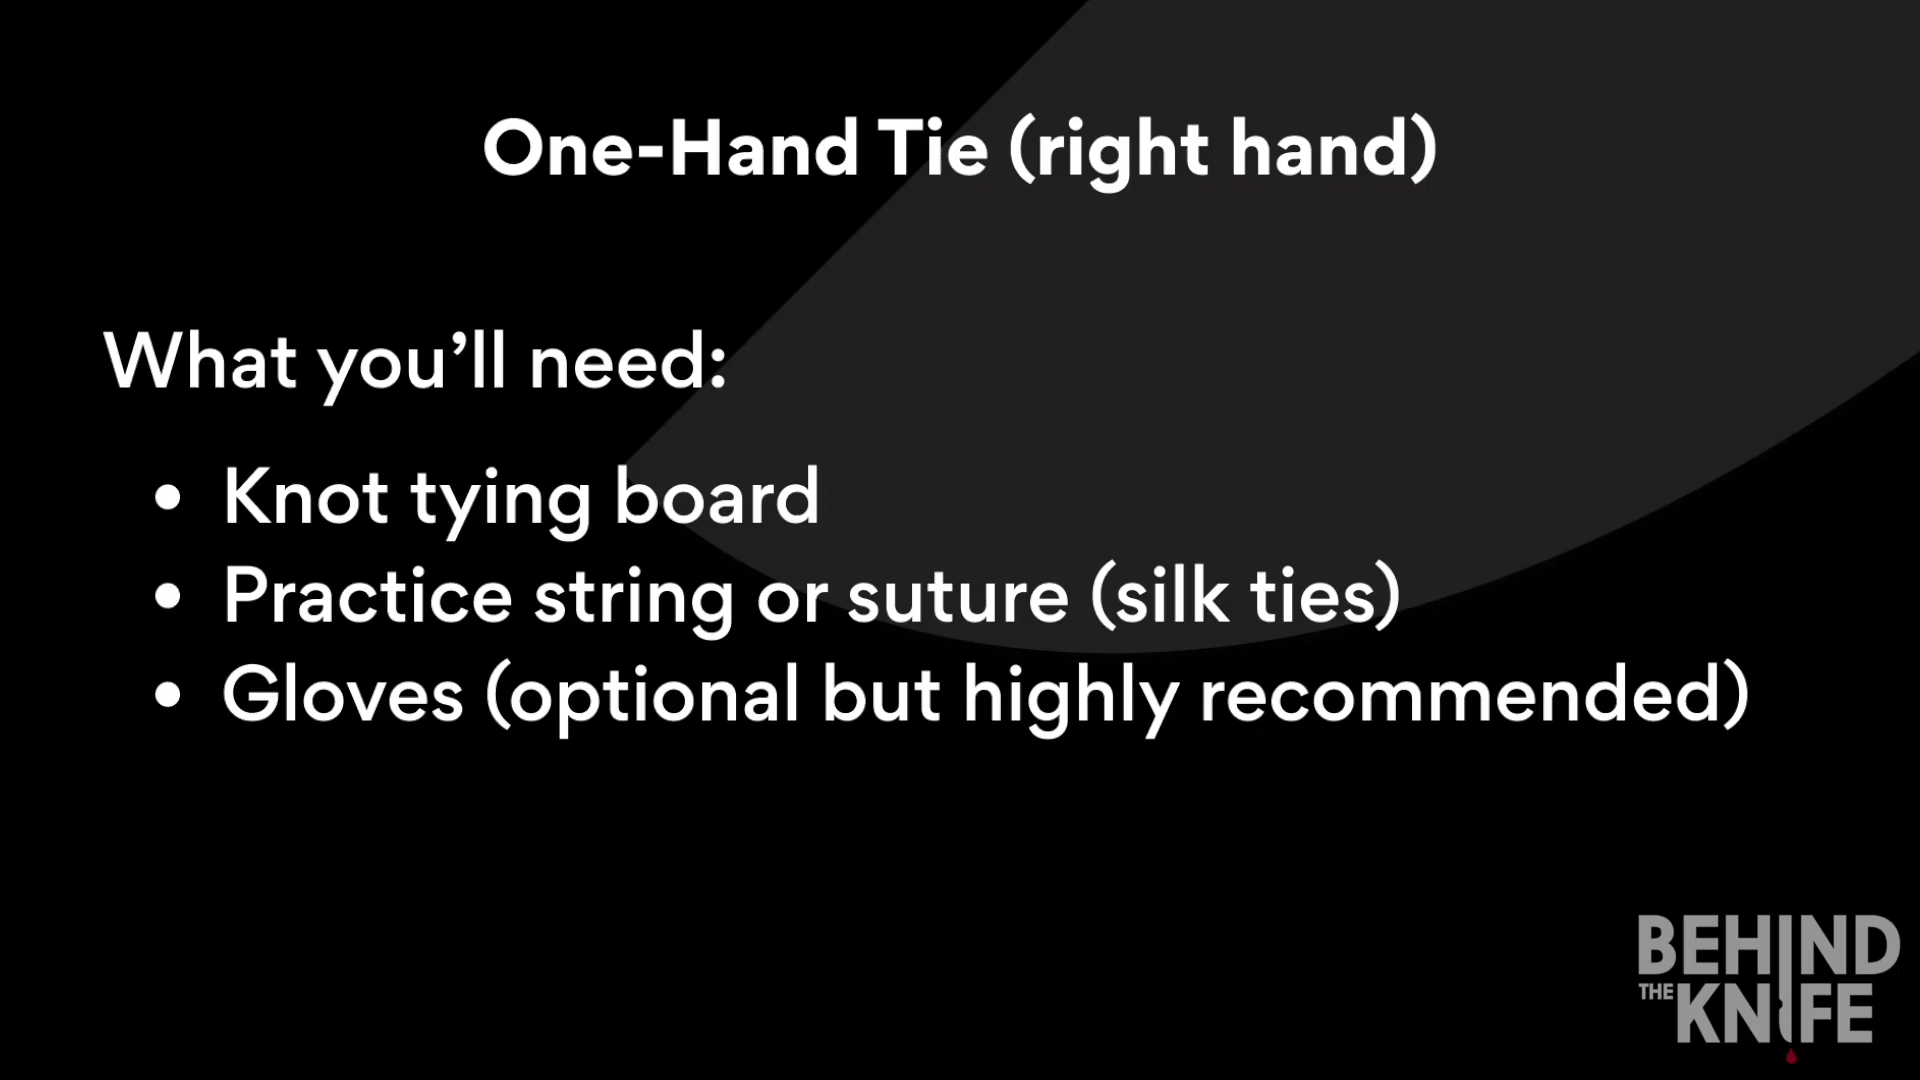 One-Hand Tie (right hand)
What you’ll need:
• Knot tying board
• Practice string or suture (silk ties)
• Gloves (optional but highly recommended)
BEHIND
THE KNIFE